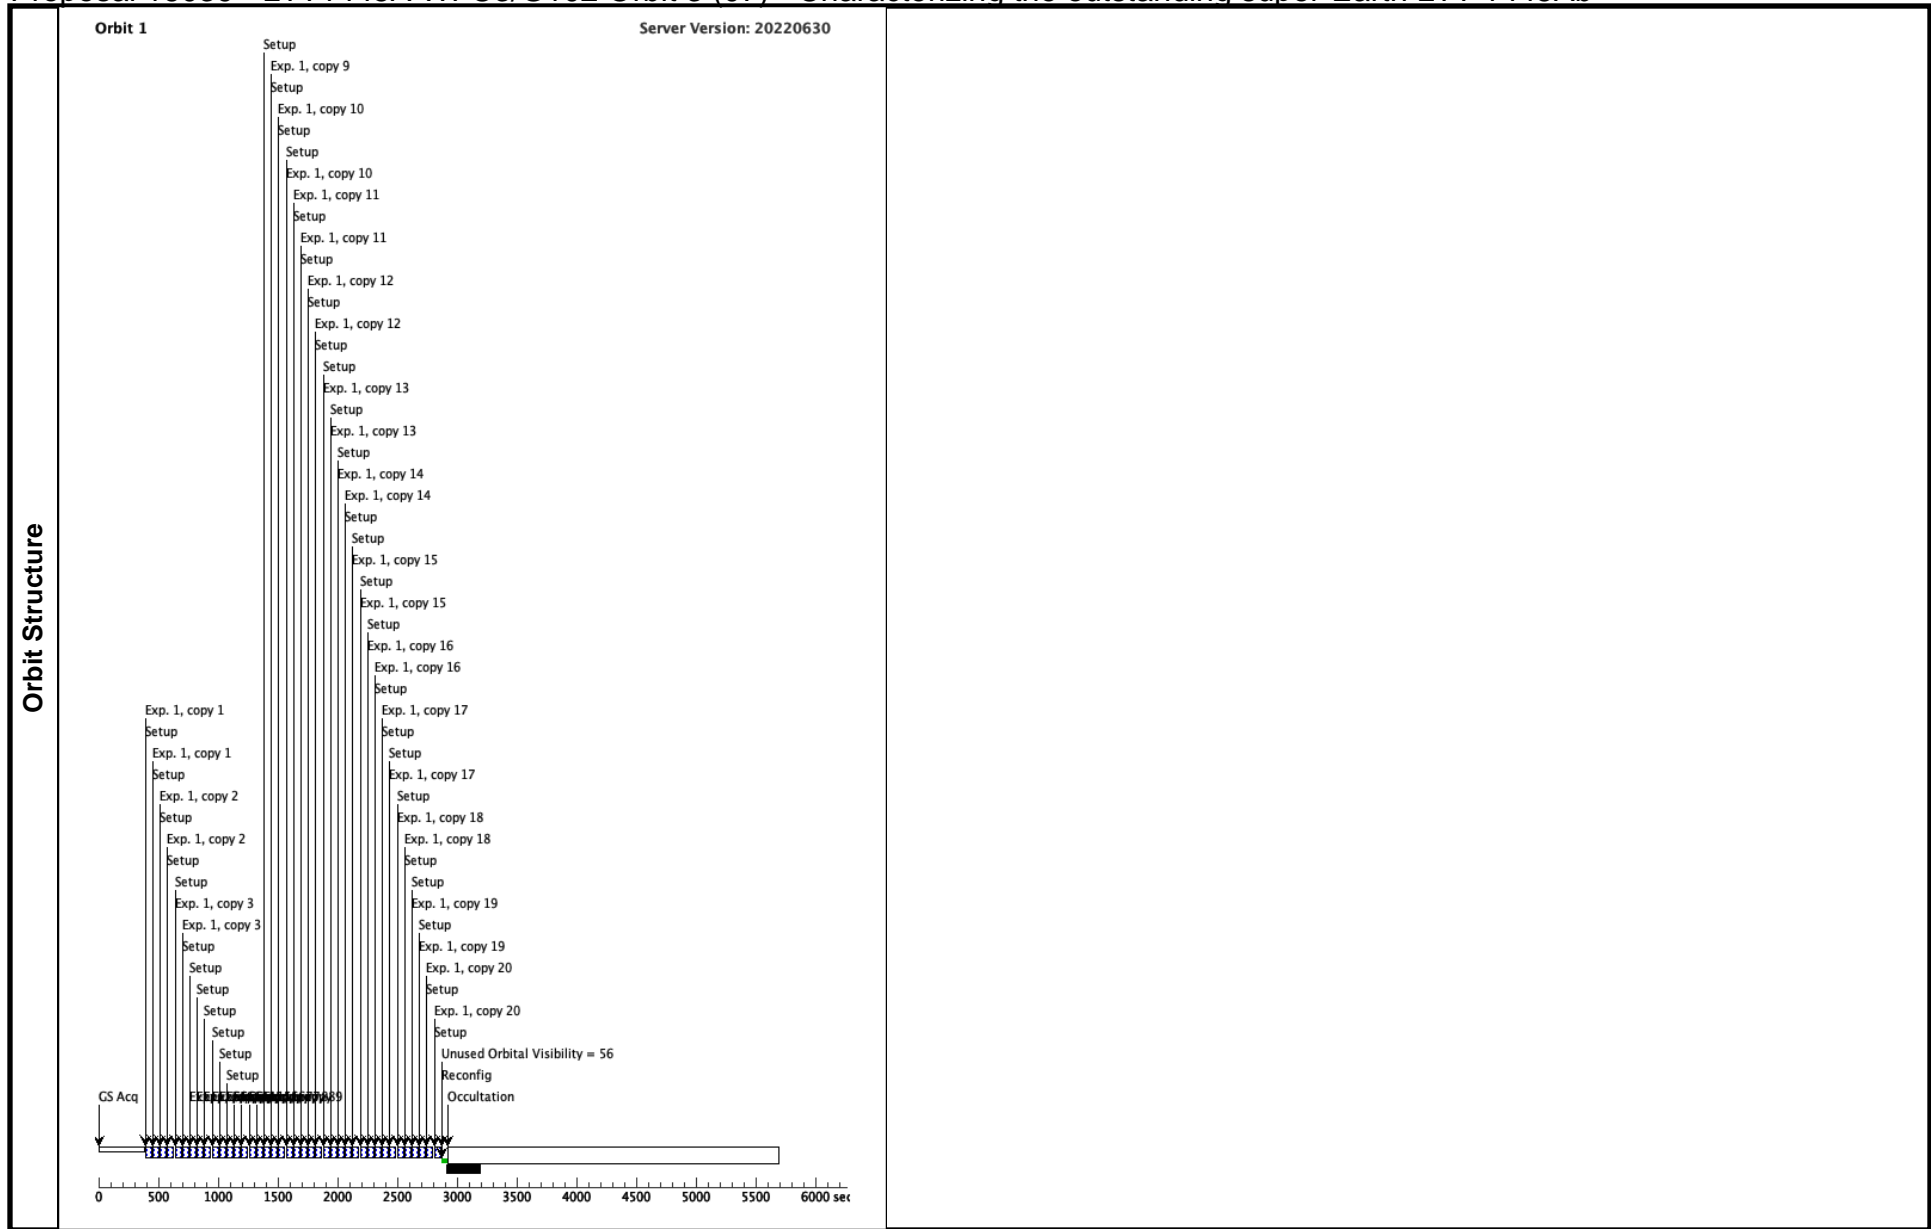 Orbit Structure
Orbit 1
Server Version: 20220630
Setup
Exp. 1, copy 9
Setup
Exp. 1, copy 10
Setup
Setup
Exp. 1, copy 10
Exp. 1, copy 11
Setup
Exp. 1, copy 11
Setup
Exp. 1, copy 12
Setup
Exp. 1, copy 12
Setup
Setup
Exp. 1, copy 13
Setup
Exp. 1, copy 13
Setup
Exp. 1, copy 14
Exp. 1, copy 14
Setup
Setup
Exp. 1, copy 15
Setup
Exp. 1, copy 15
Setup
Exp. 1, copy 16
Exp. 1, copy 16
Setup
Exp. 1, copy 1
Exp. 1, copy 17
Setup
Setup
Exp. 1, copy 1
Setup
Setup
Exp. 1, copy 17
Exp. 1, copy 2
Setup
Setup
Exp. 1, copy 18
Exp. 1, copy 2
Exp. 1, copy 18
Setup
Setup
Setup
Setup
Exp. 1, copy 3
Exp. 1, copy 19
Exp. 1, copy 3
Setup
Setup
Exp. 1, copy 19
Setup
Exp. 1, copy 20
Setup
Setup
Setup
Exp. 1, copy 20
Setup
Setup
Setup
Unused Orbital Visibility = 56
Setup
Reconfig
GS Acq
Occultation
0 500 1000 1500 2000 2500 3000 3500 4000 4500 5000 5500 6000 sec